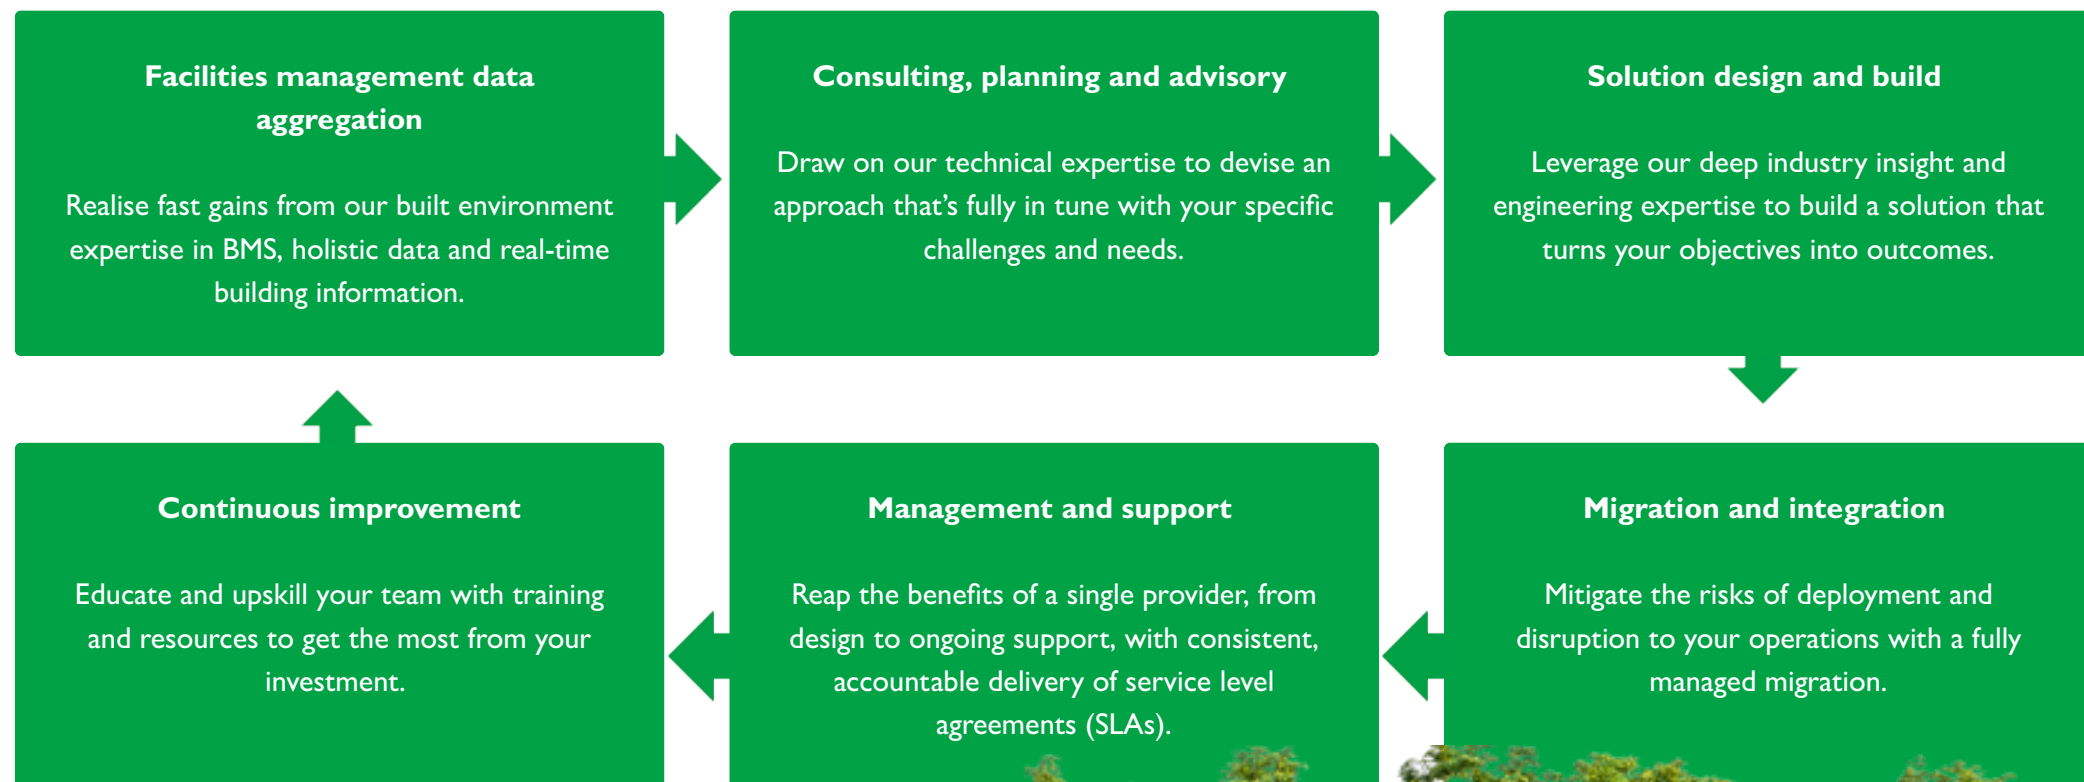 Facilities management data
aggregation
Realise fast gains from our built environment
expertise in BMS, holistic data and real-time
building information.
Consulting, planning and advisory
Draw on our technical expertise to devise an
approach that’s fully in tune with your specific
challenges and needs.
Solution design and build
Leverage our deep industry insight and
engineering expertise to build a solution that
turns your objectives into outcomes.
Continuous improvement
Educate and upskill your team with training
and resources to get the most from your
investment.
Management and support
Reap the benefits of a single provider, from
design to ongoing support, with consistent,
accountable delivery of service level
agreements (SLAs).
Migration and integration
Mitigate the risks of deployment and
disruption to your operations with a fully
managed migration.